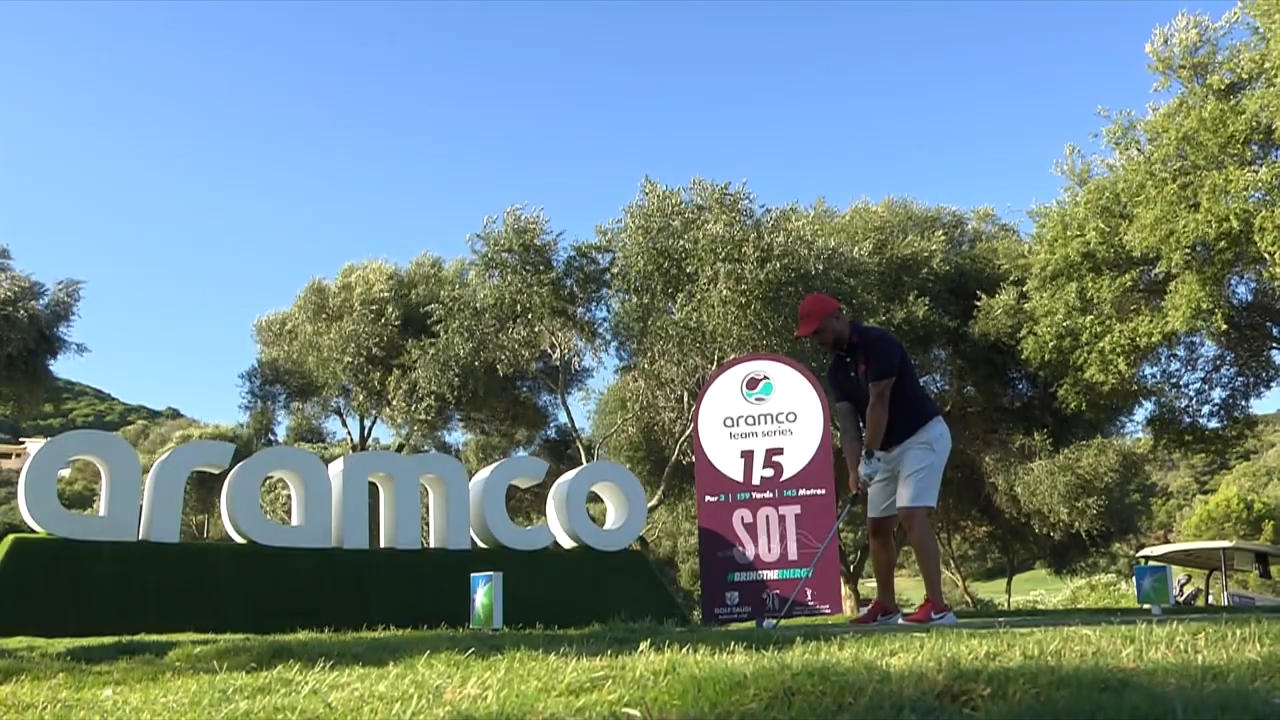 aramco
aramco
team series
15
Par 3 | 159 Yards | 145 Metres
SOT
#BRINGTHEENERGY
GOLF SAUDI